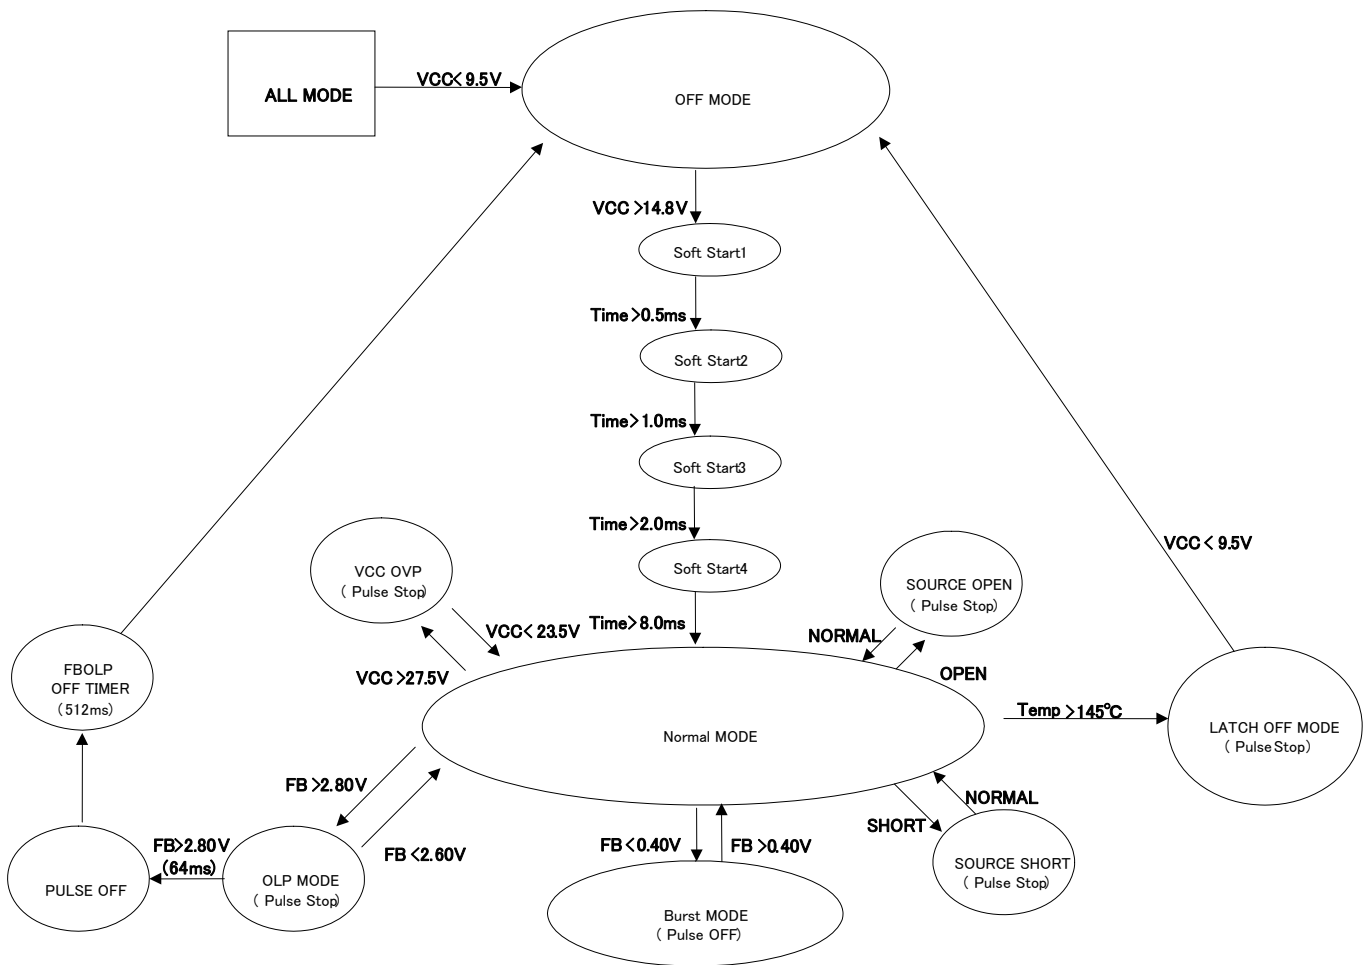 ALL MODE
VCC< 9.5V
OFF MODE
VCC >14.8V
Soft Start1
Time >0.5ms
Soft Start2
Time >1.0ms
Soft Start3
Time >2.0ms
Soft Start4
Time >8.0ms
VCC OVP
( Pulse Stop)
VCC< 23.5V
VCC >27.5V
SOURCE OPEN
( Pulse Stop)
NORMAL
OPEN
VCC < 9.5V
FBOLP
OFF TIMER
(512ms)
Normal MODE
Temp >145℃
LATCH OFF MODE
( Pulse Stop)
FB >2.80V
FB <2.60V
FB>2.80V
(64ms)
PULSE OFF
OLP MODE
( Pulse Stop)
FB <0.40V
FB >0.40V
Burst MODE
( Pulse OFF)
SHORT
NORMAL
SOURCE SHORT
( Pulse Stop)